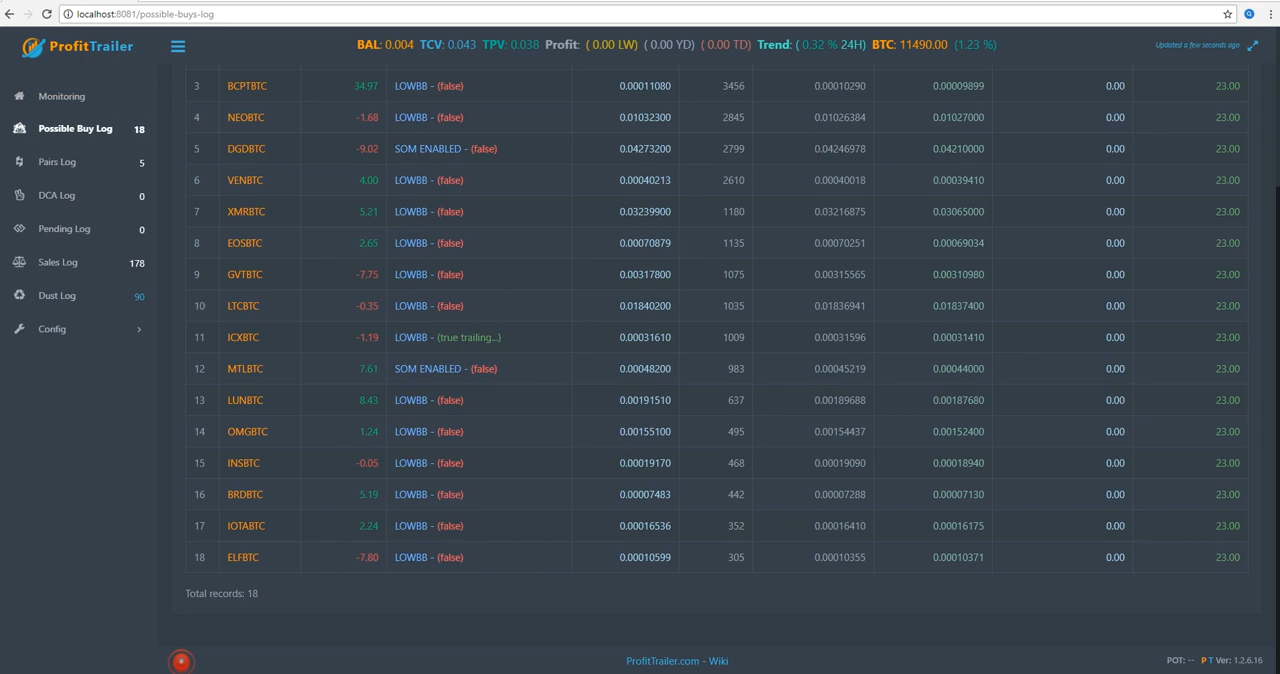 localhost:8081/possible-buys-log
ProfitTrailer
BAL: 0.004 TCV: 0.043 TPV: 0.038 Profit: ( 0.00 LW) ( 0.00 YD) ( 0.00 TD) Trend: ( 0.32 % 24H) BTC: 11490.00 (1.23 %)
Updated a few seconds ago
Monitoring
Possible Buy Log 18
Pairs Log 5
DCA Log 0
Pending Log 0
Sales Log 178
Dust Log 90
Config
3 BCPTBTC 34.97 LOWBB - (false) 0.00011080 3456 0.00010290 0.00009899 0.00 23.00
4 NEOBTC -1.68 LOWBB - (false) 0.01032300 2845 0.01026384 0.01027000 0.00 23.00
5 DGDBTC -9.02 SOM ENABLED - (false) 0.04273200 2799 0.04246978 0.04210000 0.00 23.00
6 VENBTC 4.00 LOWBB - (false) 0.00040213 2610 0.00040018 0.00039410 0.00 23.00
7 XMRBTC 5.21 LOWBB - (false) 0.03239900 1180 0.03216875 0.03065000 0.00 23.00
8 EOSBTC 2.65 LOWBB - (false) 0.00070879 1135 0.00070251 0.00069034 0.00 23.00
9 GVTBTC -7.75 LOWBB - (false) 0.00317800 1075 0.00315565 0.00310980 0.00 23.00
10 LTCBTC -0.35 LOWBB - (false) 0.01840200 1035 0.01836941 0.01837400 0.00 23.00
11 ICXBTC -1.19 LOWBB - (true trailing...) 0.00031610 1009 0.00031596 0.00031410 0.00 23.00
12 MTLBTC 7.61 SOM ENABLED - (false) 0.00048200 983 0.00045219 0.00044000 0.00 23.00
13 LUNBTC 8.43 LOWBB - (false) 0.00191510 637 0.00189688 0.00187680 0.00 23.00
14 OMGBTC 1.24 LOWBB - (false) 0.00155100 495 0.00154437 0.00152400 0.00 23.00
15 INSBTC -0.05 LOWBB - (false) 0.00019170 468 0.00019090 0.00018940 0.00 23.00
16 BRDBTC 5.19 LOWBB - (false) 0.00007483 442 0.00007288 0.00007130 0.00 23.00
17 IOTABTC 2.24 LOWBB - (false) 0.00016536 352 0.00016410 0.00016175 0.00 23.00
18 ELFBTC -7.80 LOWBB - (false) 0.00010599 305 0.00010355 0.00010371 0.00 23.00
Total records: 18
ProfitTrailer.com - Wiki
POT: -- P T Ver: 1.2.6.16